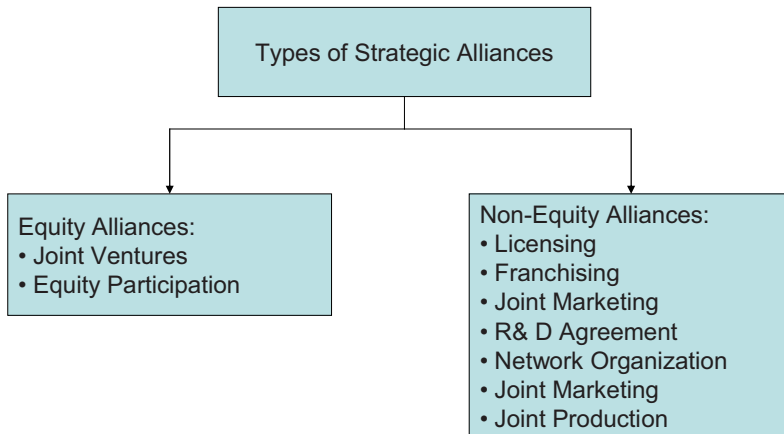 Types of Strategic Alliances
Equity Alliances:
• Joint Ventures
• Equity Participation
Non-Equity Alliances:
• Licensing
• Franchising
• Joint Marketing
• R& D Agreement
• Network Organization
• Joint Marketing
• Joint Production